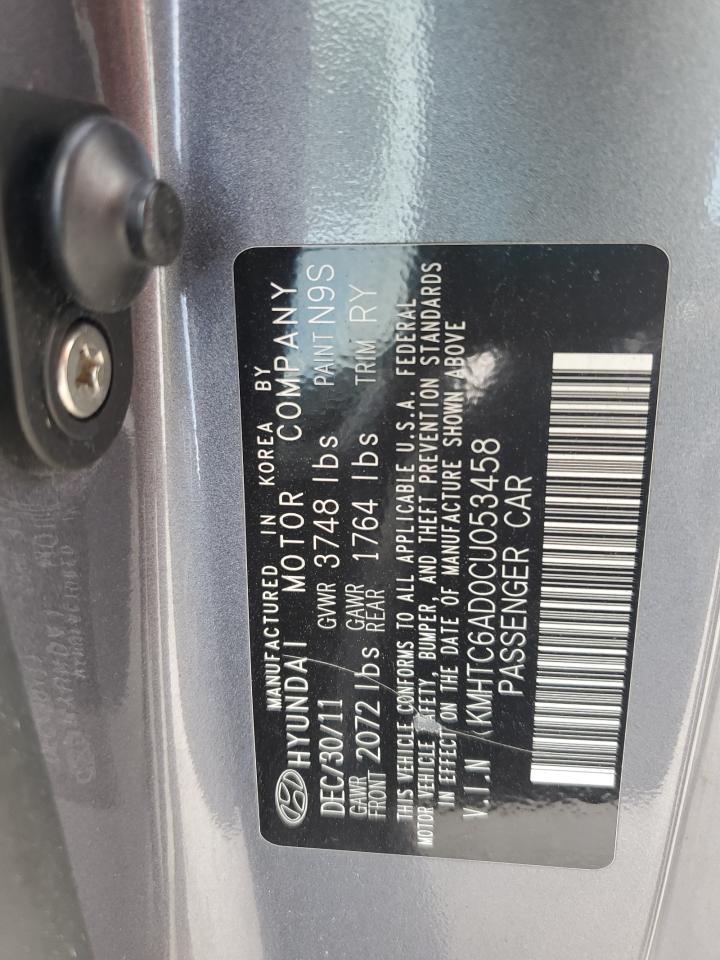 MANUFACTURED IN KOREA BY
HYUNDAI MOTOR COMPANY
DEC/30/11 GVWR 3748 lbs PAINT N9S
GAWR FRONT 2072 lbs GAWR REAR 1764 lbs TRIM RY
THIS VEHICLE CONFORMS TO ALL APPLICABLE U.S.A. FEDERAL
MOTOR VEHICLE SAFETY, BUMPER, AND THEFT PREVENTION STANDARDS
IN EFFECT ON THE DATE OF MANUFACTURE SHOWN ABOVE
V.I.N KMHTC6AD0CU053458
PASSENGER CAR